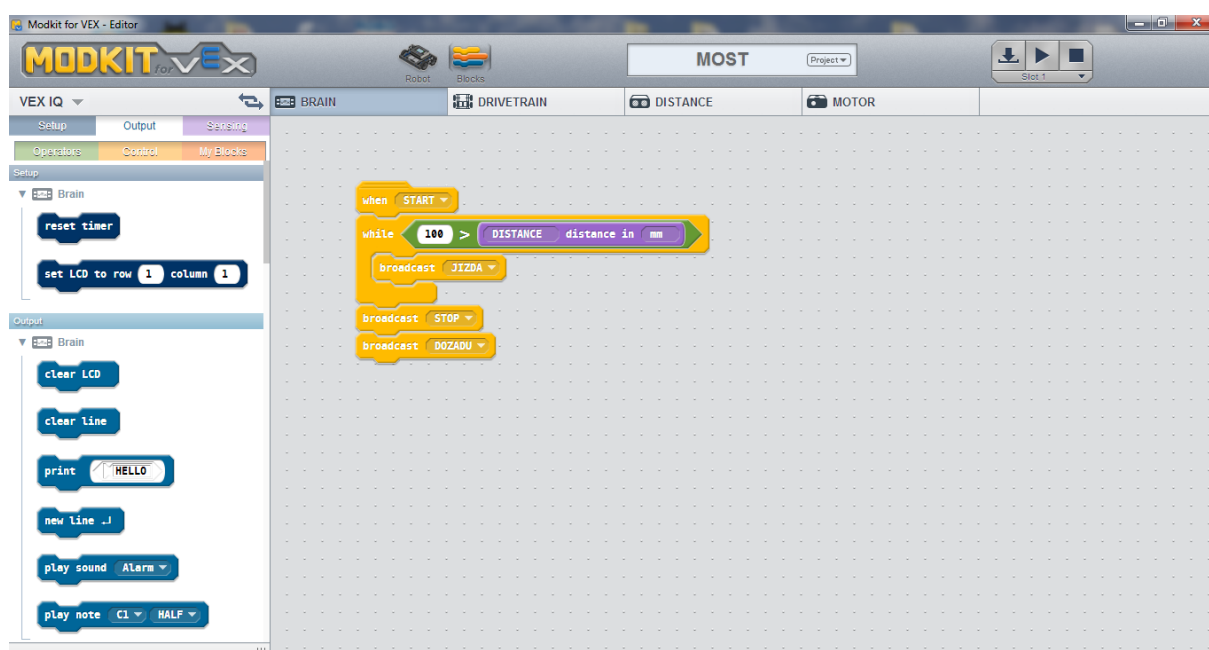 Modkit for VEX - Editor
MODKIT for VEX
Robot
Blocks
MOST
Project
Slot 1
VEX IQ
BRAIN
DRIVETRAIN
DISTANCE
MOTOR
Setup Output Sensing
Operators Control My Blocks
Setup
Brain
reset timer
set LCD to row 1 column 1
Output
Brain
clear LCD
clear line
print HELLO
new line
play sound Alarm
play note C1 HALF
when START
while 100 > DISTANCE distance in mm
broadcast JIZDA
broadcast STOP
broadcast DOZADU